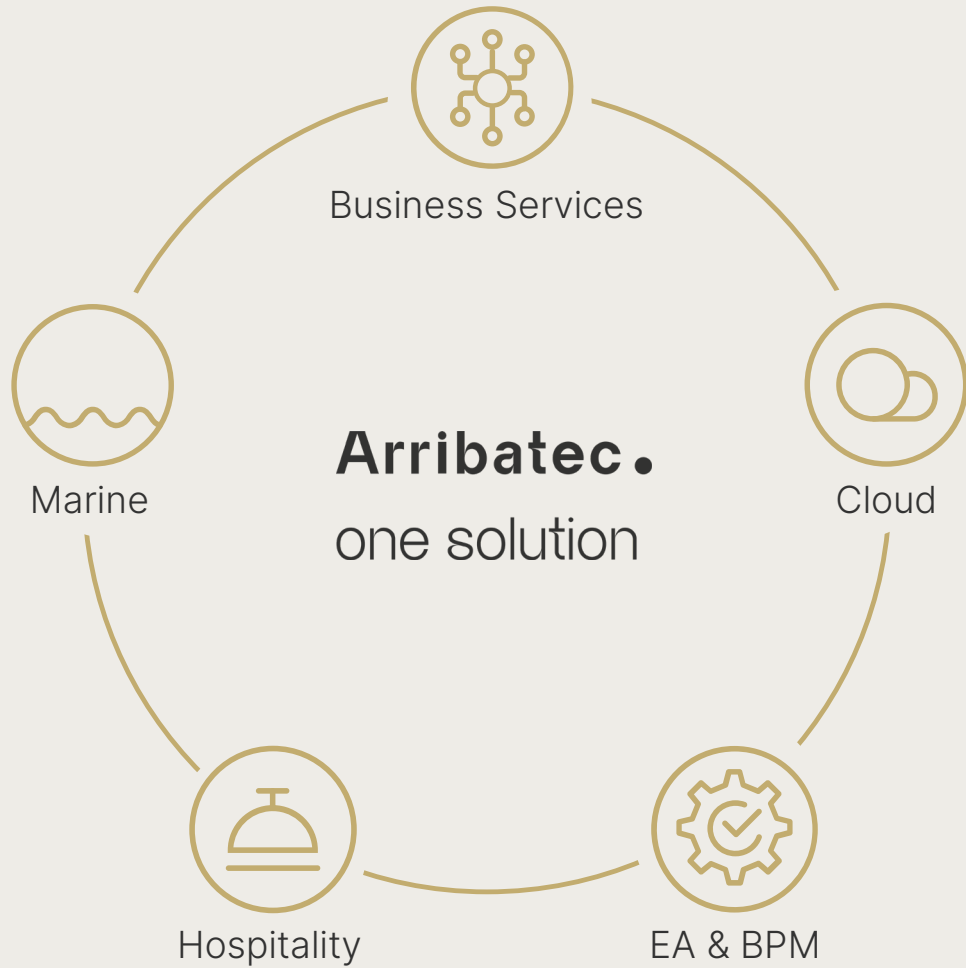 Business Services
Marine
Cloud
Arribatec.
one solution
Hospitality
EA & BPM